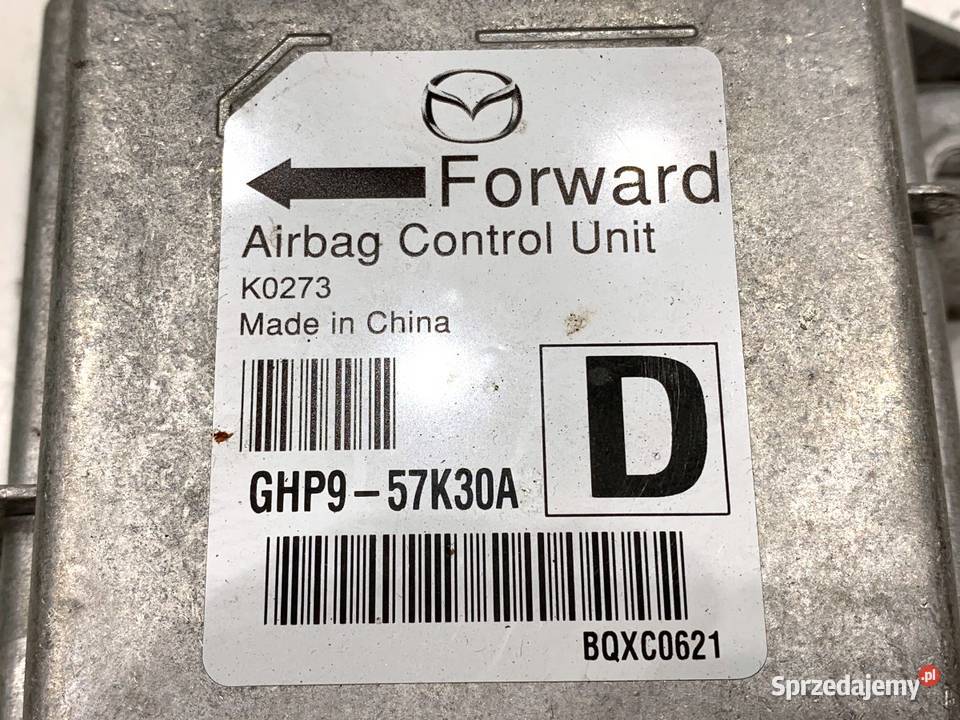 Forward
Airbag Control Unit
K0273
Made in China
D
GHP9-57K30A
BQXC0621
Sprzedajemy.pl